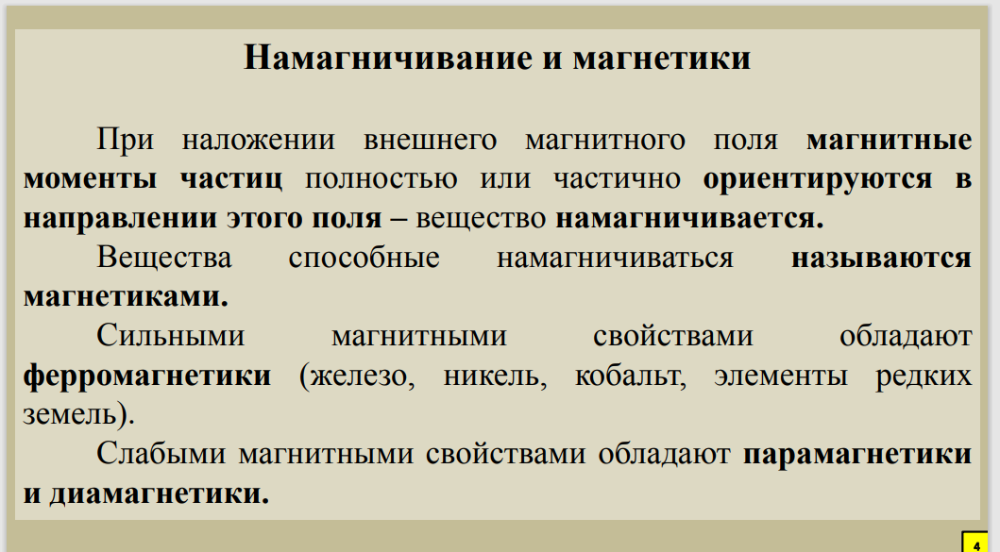 Намагничивание и магнетики
При наложении внешнего магнитного поля магнитные
моменты частиц полностью или частично ориентируются в
направлении этого поля – вещество намагничивается.
Вещества способные намагничиваться называются
магнетиками.
Сильными магнитными свойствами обладают
ферромагнетики (железо, никель, кобальт, элементы редких
земель).
Слабыми магнитными свойствами обладают парамагнетики
и диамагнетики.
4